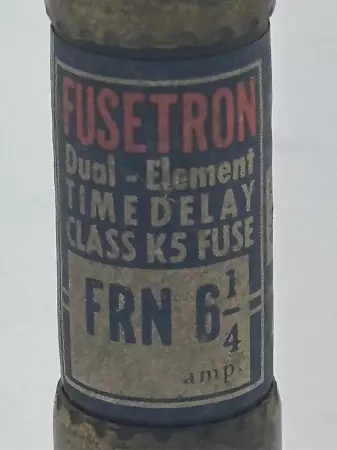 FUSETRON
Dual - Element
TIME DELAY
CLASS K5 FUSE
FRN 6 1/4
amp.